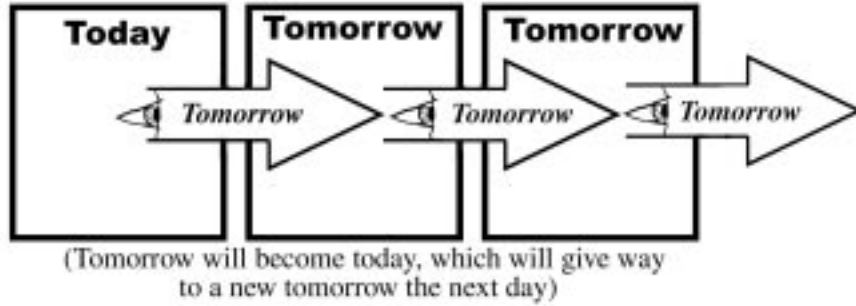 Today Tomorrow Tomorrow
Tomorrow Tomorrow Tomorrow
(Tomorrow will become today, which will give way
to a new tomorrow the next day)